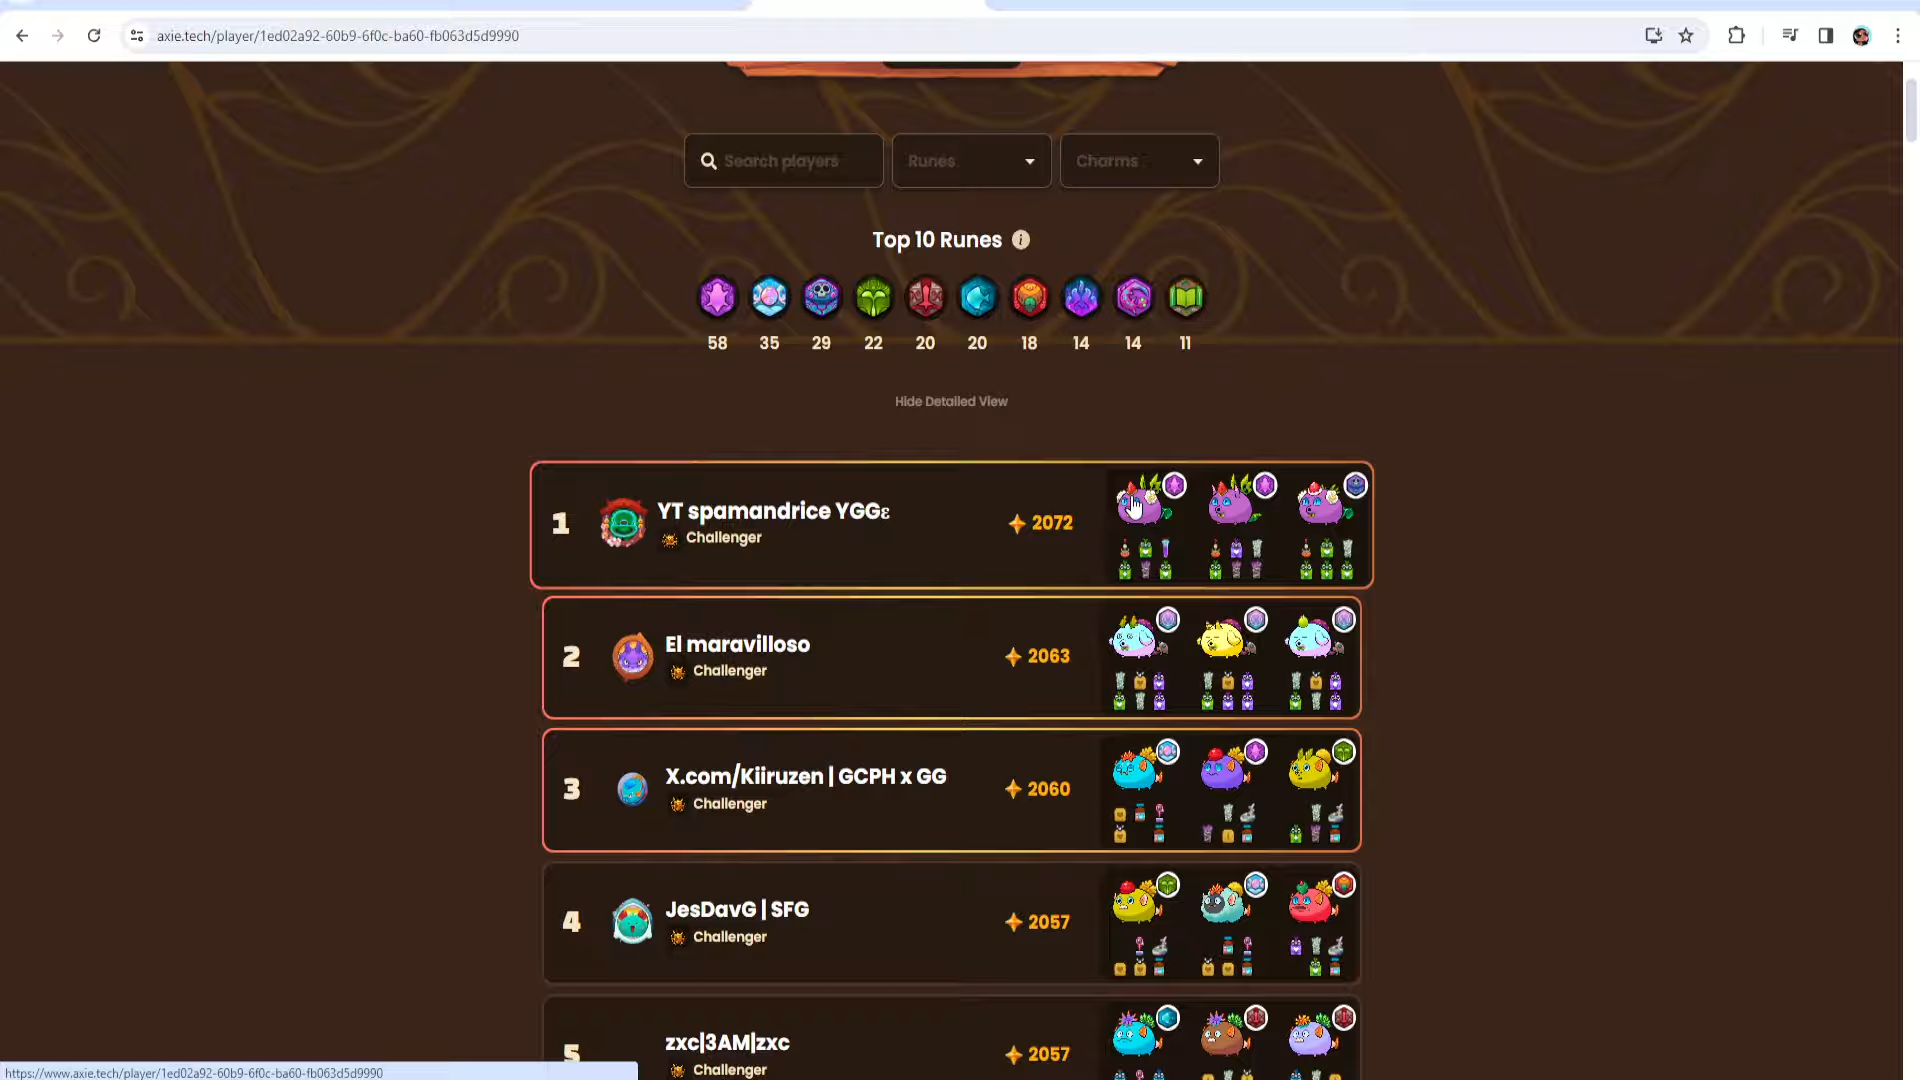 axie.tech/player/1ed02a92-60b9-6f0c-ba60-fb063d5d9990
Search players
Runes
Charms
Top 10 Runes
58 35 29 22 20 20 18 14 14 11
Hide Detailed View
1
YT spamandrice YGGε
Challenger
2072
2
El maravilloso
Challenger
2063
3
X.com/Kiiruzen | GCPH x GG
Challenger
2060
4
JesDavG | SFG
Challenger
2057
5
zxc|3AM|zxc
Challenger
2057
https://www.axie.tech/player/1ed02a92-60b9-6f0c-ba60-fb063d5d9990